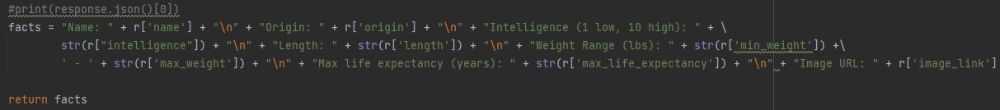 #print(response.json()[0])
facts = "Name: " + r['name'] + "\n" + "Origin: " + r['origin'] + "\n" + "Intelligence (1 low, 10 high): " + \
str(r["intelligence"]) + "\n" + "Length: " + str(r['length']) + "\n" + "Weight Range (lbs): " + str(r['min_weight']) +\
' - ' + str(r['max_weight']) + "\n" + "Max life expectancy (years): " + str(r['max_life_expectancy']) + "\n" + "Image URL: " + r['image_link']
return facts